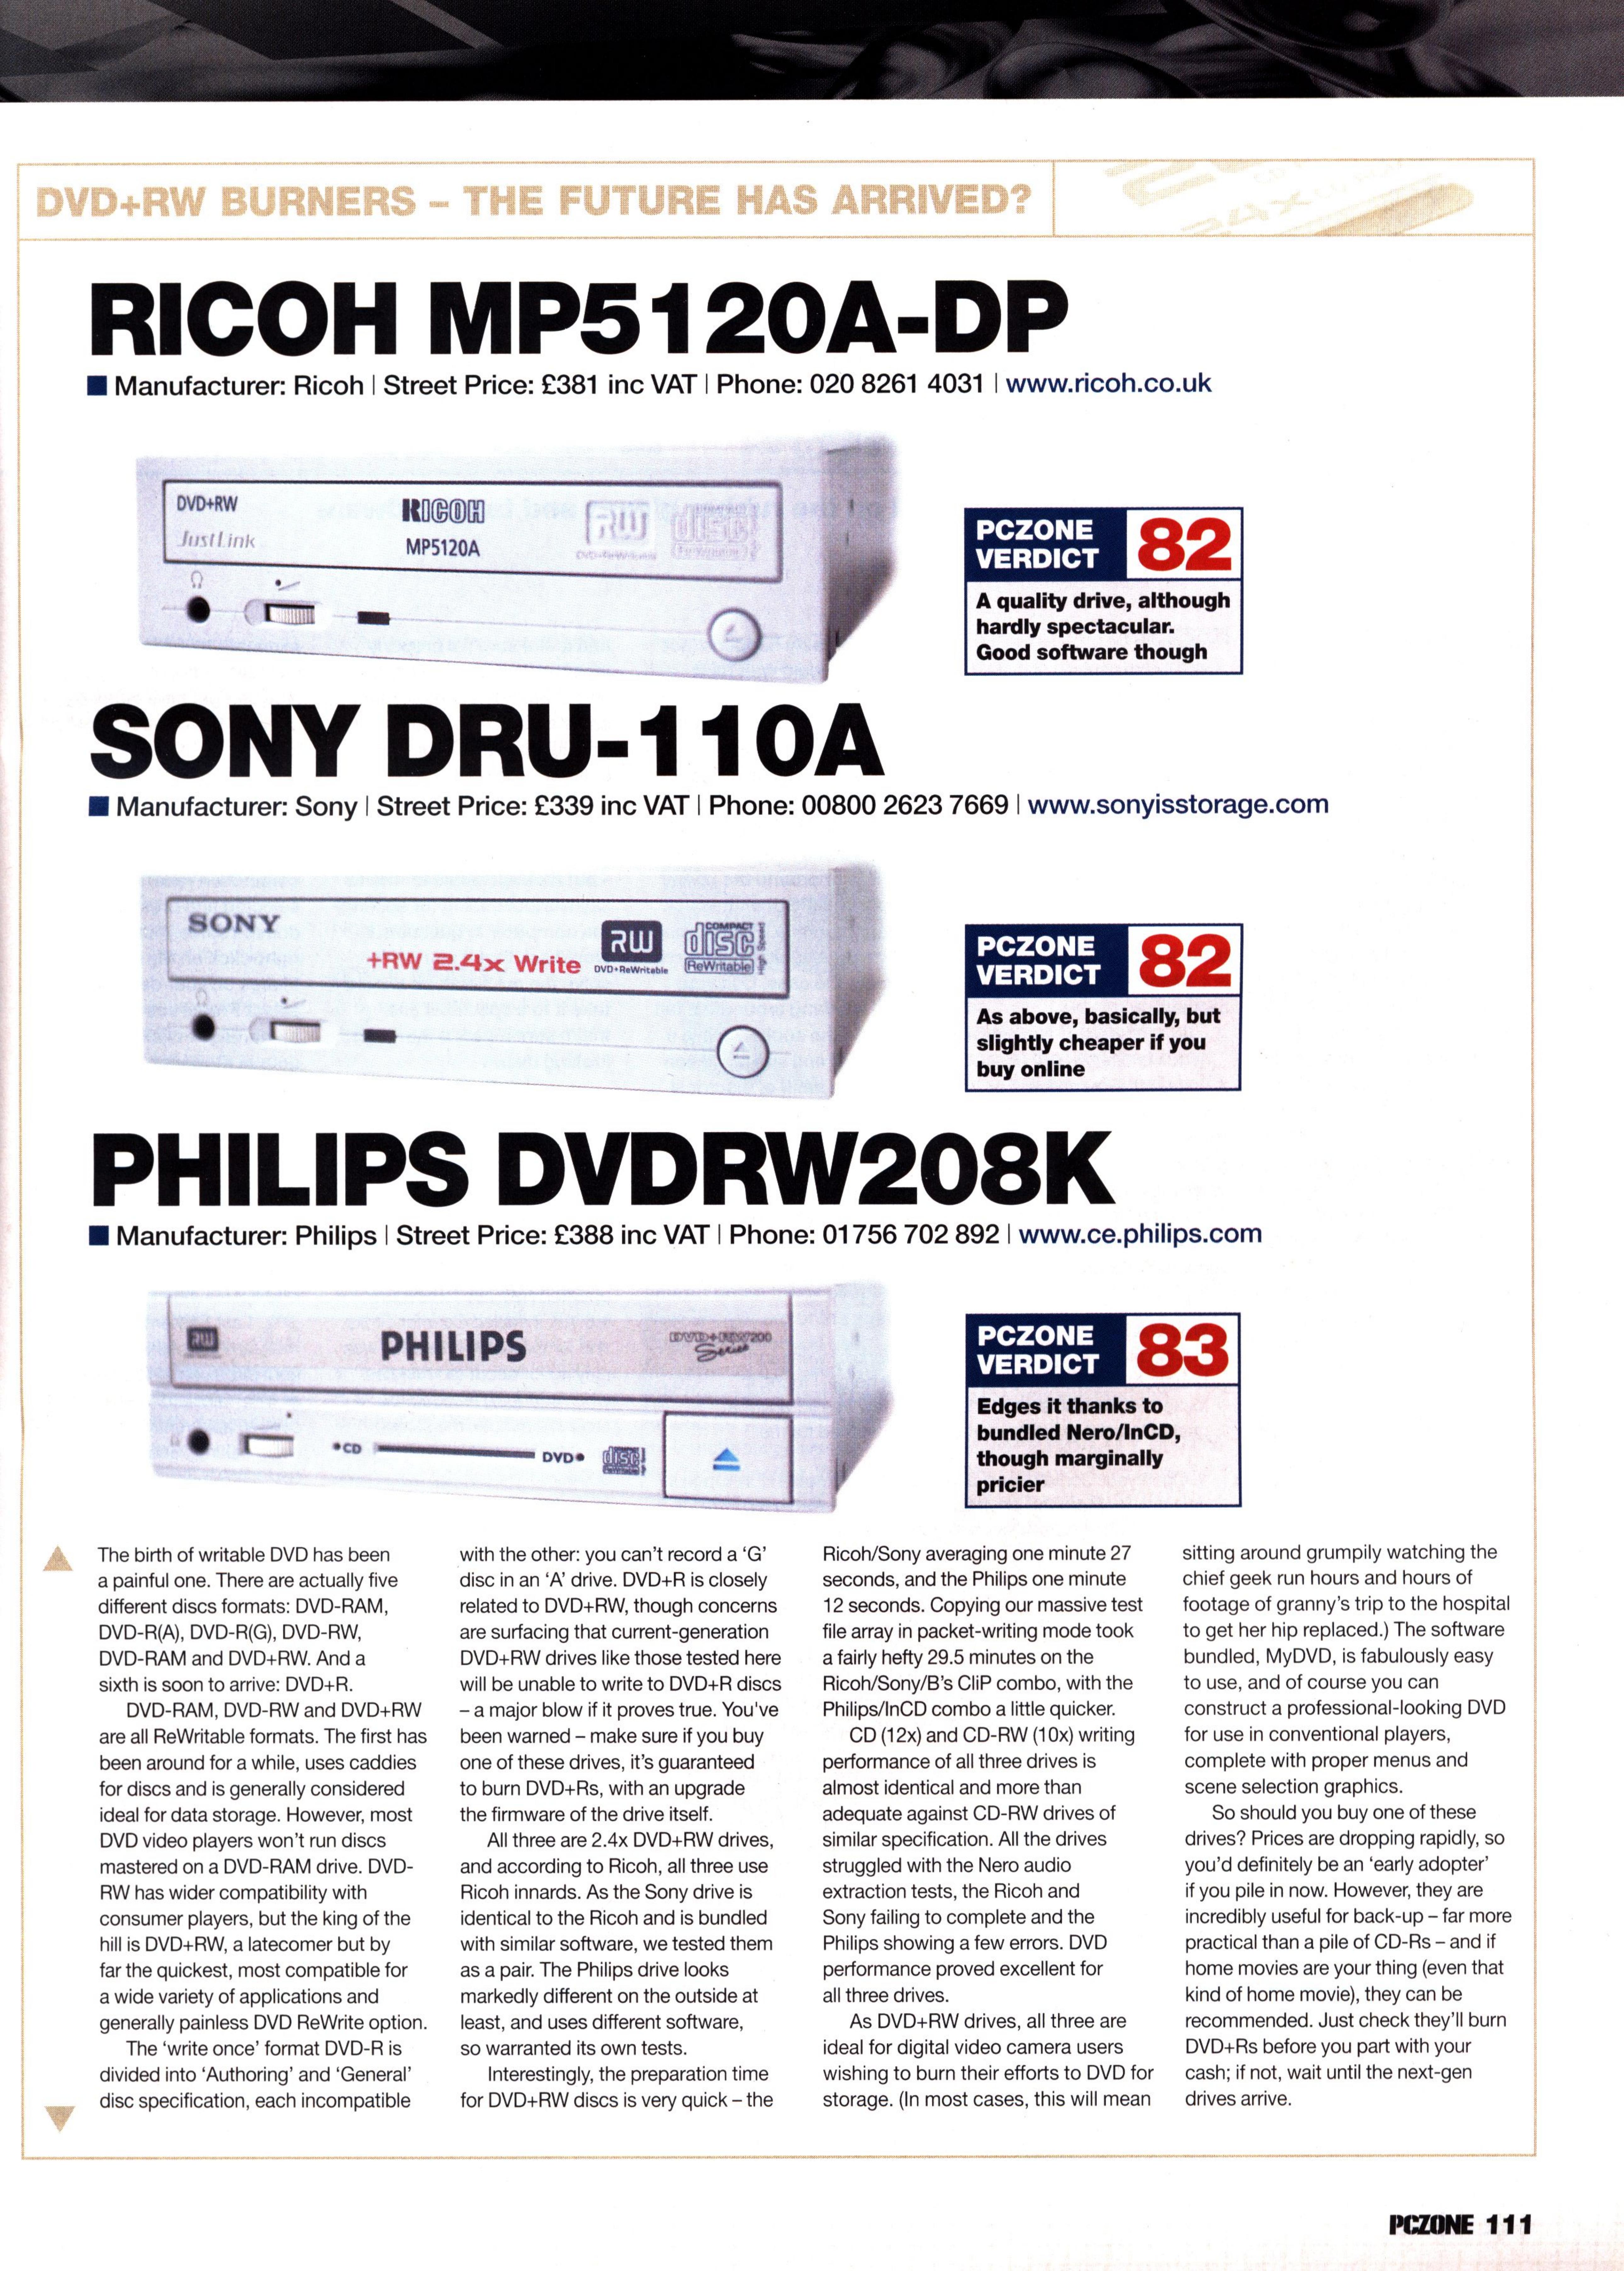 DVD+RW BURNERS – THE FUTURE HAS ARRIVED?
RICOH MP5120A-DP
Manufacturer: Ricoh | Street Price: £381 inc VAT | Phone: 020 8261 4031 | www.ricoh.co.uk
DVD+RW
JustLink
RICOH
MP5120A
RW
disc
PCZONE
VERDICT
82
A quality drive, although
hardly spectacular.
Good software though
SONY DRU-110A
Manufacturer: Sony | Street Price: £339 inc VAT | Phone: 00800 2623 7669 | www.sonyisstorage.com
SONY
+RW 2.4x Write
RW
DVD+ReWritable
COMPACT
disc
ReWritable
High Speed
PCZONE
VERDICT
82
As above, basically, but
slightly cheaper if you
buy online
PHILIPS DVDRW208K
Manufacturer: Philips | Street Price: £388 inc VAT | Phone: 01756 702 892 | www.ce.philips.com
RW
PHILIPS
DVD+RW200
Series
CD
DVD
disc
PCZONE
VERDICT
83
Edges it thanks to
bundled Nero/InCD,
though marginally
pricier
The birth of writable DVD has been
a painful one. There are actually five
different discs formats: DVD-RAM,
DVD-R(A), DVD-R(G), DVD-RW,
DVD-RAM and DVD+RW. And a
sixth is soon to arrive: DVD+R.
DVD-RAM, DVD-RW and DVD+RW
are all ReWritable formats. The first has
been around for a while, uses caddies
for discs and is generally considered
ideal for data storage. However, most
DVD video players won't run discs
mastered on a DVD-RAM drive. DVD-
RW has wider compatibility with
consumer players, but the king of the
hill is DVD+RW, a latecomer but by
far the quickest, most compatible for
a wide variety of applications and
generally painless DVD ReWrite option.
The 'write once' format DVD-R is
divided into 'Authoring' and 'General'
disc specification, each incompatible
with the other: you can't record a 'G'
disc in an 'A' drive. DVD+R is closely
related to DVD+RW, though concerns
are surfacing that current-generation
DVD+RW drives like those tested here
will be unable to write to DVD+R discs
– a major blow if it proves true. You've
been warned – make sure if you buy
one of these drives, it's guaranteed
to burn DVD+Rs, with an upgrade
the firmware of the drive itself.
All three are 2.4x DVD+RW drives,
and according to Ricoh, all three use
Ricoh innards. As the Sony drive is
identical to the Ricoh and is bundled
with similar software, we tested them
as a pair. The Philips drive looks
markedly different on the outside at
least, and uses different software,
so warranted its own tests.
Interestingly, the preparation time
for DVD+RW discs is very quick – the
Ricoh/Sony averaging one minute 27
seconds, and the Philips one minute
12 seconds. Copying our massive test
file array in packet-writing mode took
a fairly hefty 29.5 minutes on the
Ricoh/Sony/B's CliP combo, with the
Philips/InCD combo a little quicker.
CD (12x) and CD-RW (10x) writing
performance of all three drives is
almost identical and more than
adequate against CD-RW drives of
similar specification. All the drives
struggled with the Nero audio
extraction tests, the Ricoh and
Sony failing to complete and the
Philips showing a few errors. DVD
performance proved excellent for
all three drives.
As DVD+RW drives, all three are
ideal for digital video camera users
wishing to burn their efforts to DVD for
storage. (In most cases, this will mean
sitting around grumpily watching the
chief geek run hours and hours of
footage of granny's trip to the hospital
to get her hip replaced.) The software
bundled, MyDVD, is fabulously easy
to use, and of course you can
construct a professional-looking DVD
for use in conventional players,
complete with proper menus and
scene selection graphics.
So should you buy one of these
drives? Prices are dropping rapidly, so
you'd definitely be an 'early adopter'
if you pile in now. However, they are
incredibly useful for back-up – far more
practical than a pile of CD-Rs – and if
home movies are your thing (even that
kind of home movie), they can be
recommended. Just check they'll burn
DVD+Rs before you part with your
cash; if not, wait until the next-gen
drives arrive.
PCZONE 111